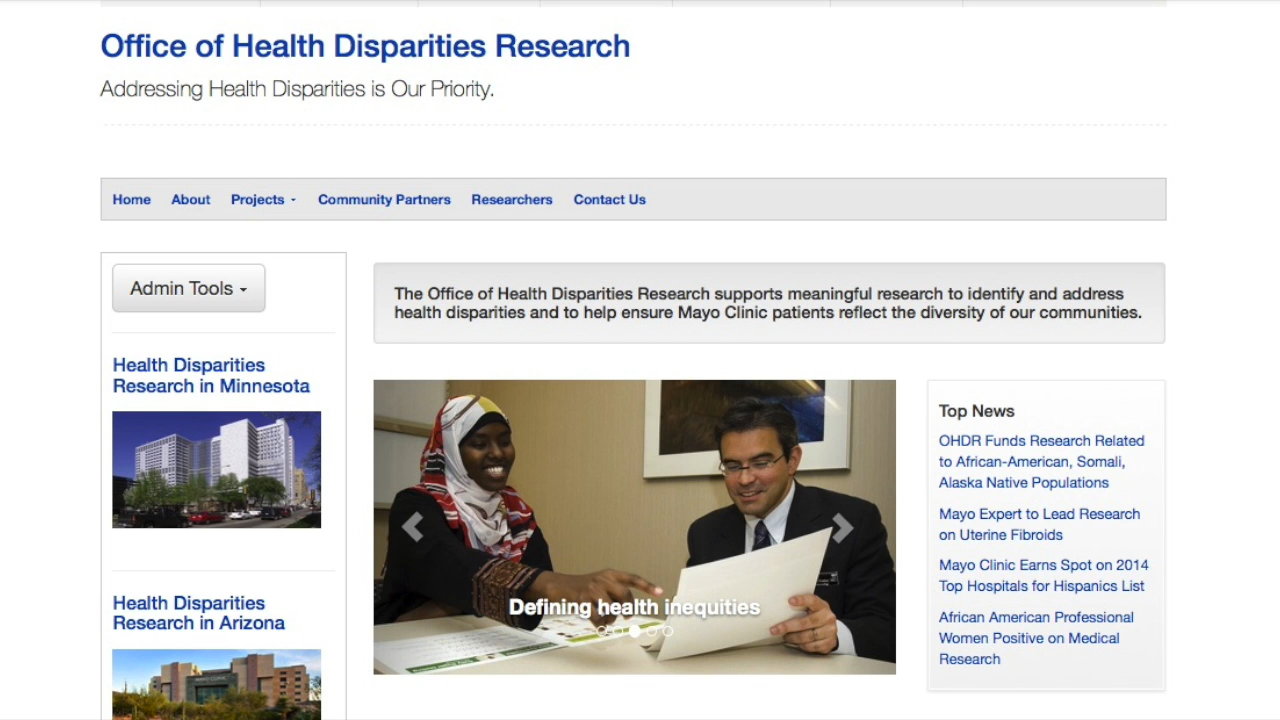 Office of Health Disparities Research
Addressing Health Disparities is Our Priority.
Home About Projects Community Partners Researchers Contact Us
Admin Tools
Health Disparities
Research in Minnesota
Health Disparities
Research in Arizona
The Office of Health Disparities Research supports meaningful research to identify and address
health disparities and to help ensure Mayo Clinic patients reflect the diversity of our communities.
Defining health inequities
Top News
OHDR Funds Research Related
to African-American, Somali,
Alaska Native Populations
Mayo Expert to Lead Research
on Uterine Fibroids
Mayo Clinic Earns Spot on 2014
Top Hospitals for Hispanics List
African American Professional
Women Positive on Medical
Research